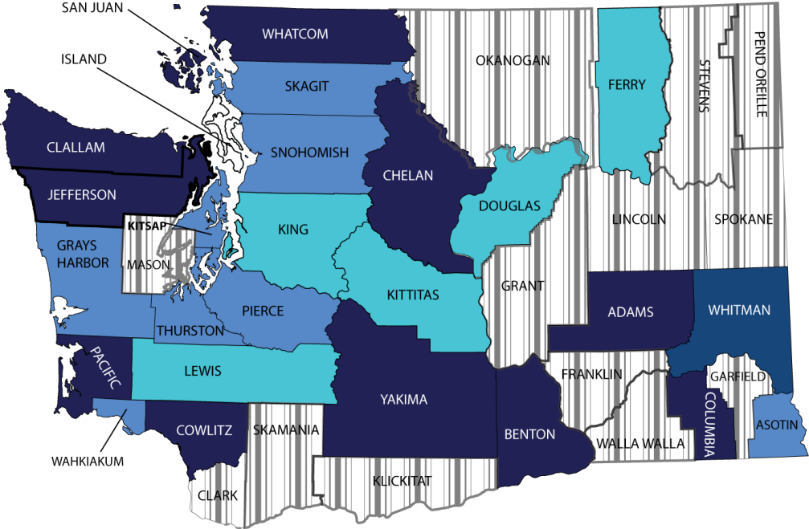 SAN JUAN
WHATCOM
ISLAND
OKANOGAN
PEND OREILLE
STEVENS
FERRY
SKAGIT
CLALLAM
SNOHOMISH
CHELAN
JEFFERSON
DOUGLAS
LINCOLN
SPOKANE
KITSAP
KING
GRAYS
HARBOR
MASON
GRANT
KITTITAS
PIERCE
ADAMS
WHITMAN
THURSTON
PACIFIC
LEWIS
FRANKLIN
GARFIELD
YAKIMA
COLUMBIA
ASOTIN
COWLITZ
SKAMANIA
BENTON
WALLA WALLA
WAHKIAKUM
KLICKITAT
CLARK